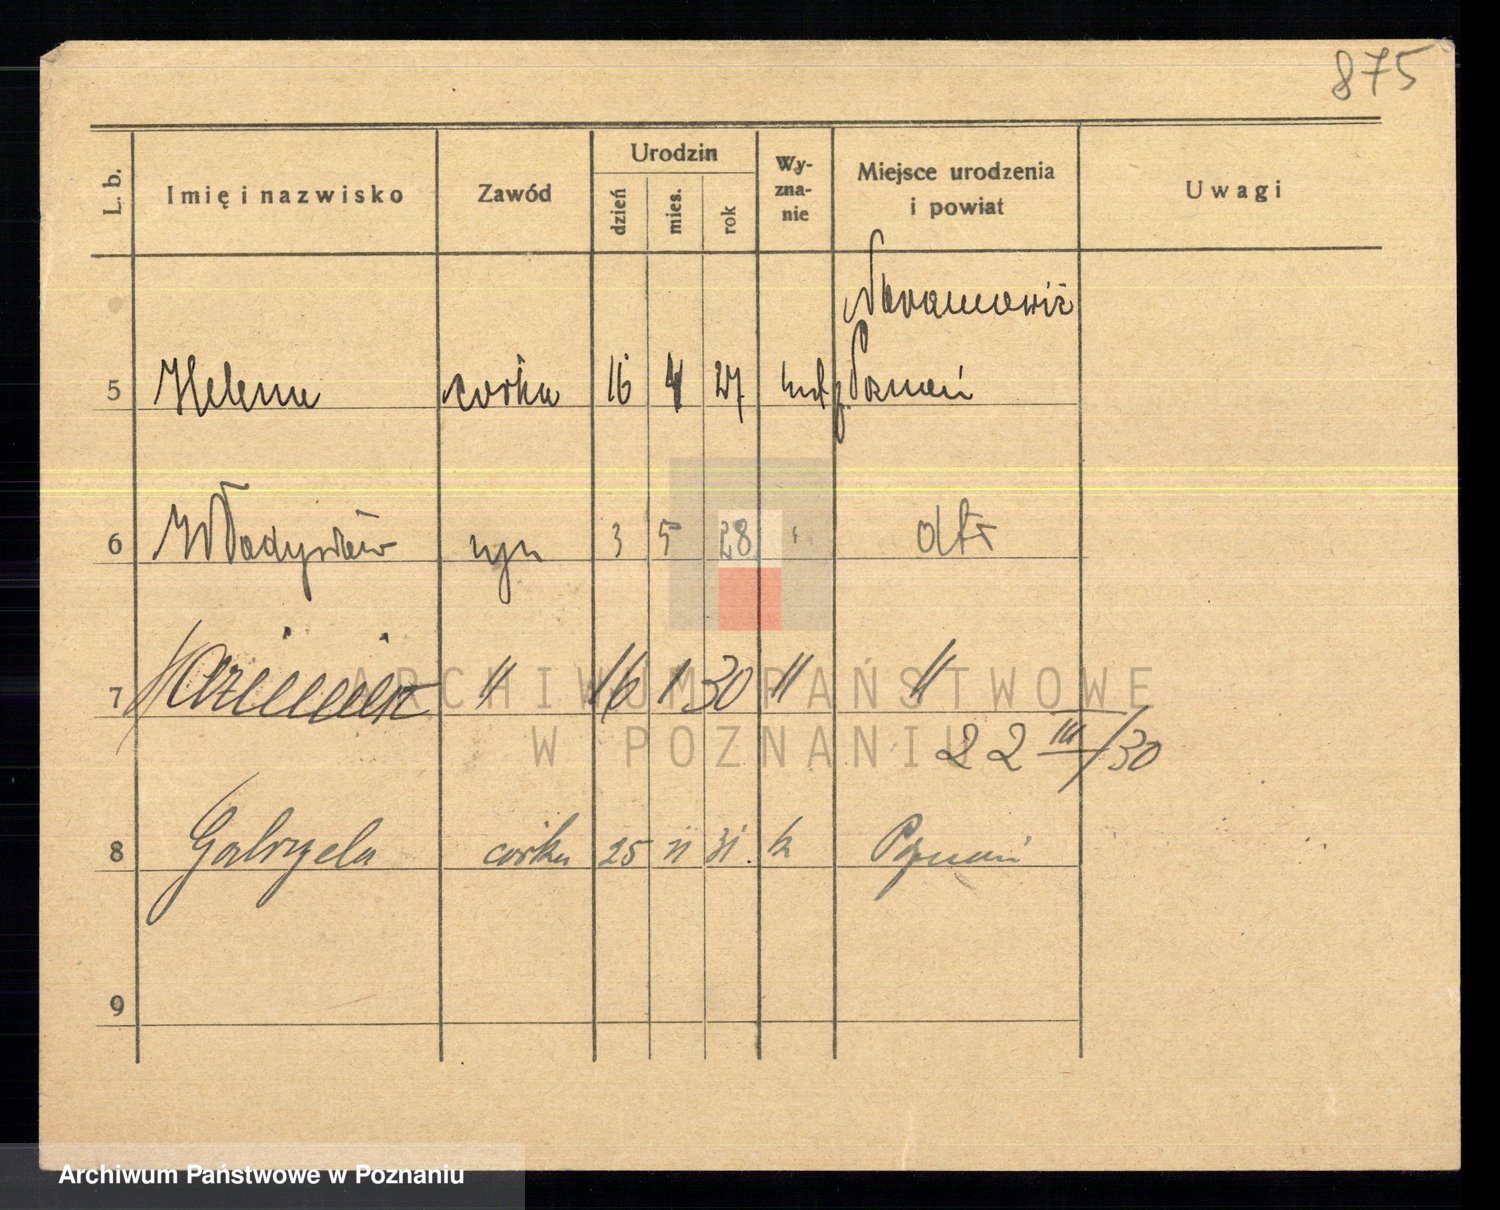 875
L. b.
Imię i nazwisko
Zawód
Urodzin
dzień
mies.
rok
Wy-
zna-
nie
Miejsce urodzenia
i powiat
Uwagi
5 Helena córka 16 4 27 Poznań
6 Władysław syn 3 5 28 " dto
7 Kazimierz " 16 1 30 " "
22 III/30
8 Gabryela córka 25 11 31. k Poznań
9
ARCHIWUM PAŃSTWOWE
W POZNANIU
Archiwum Państwowe w Poznaniu